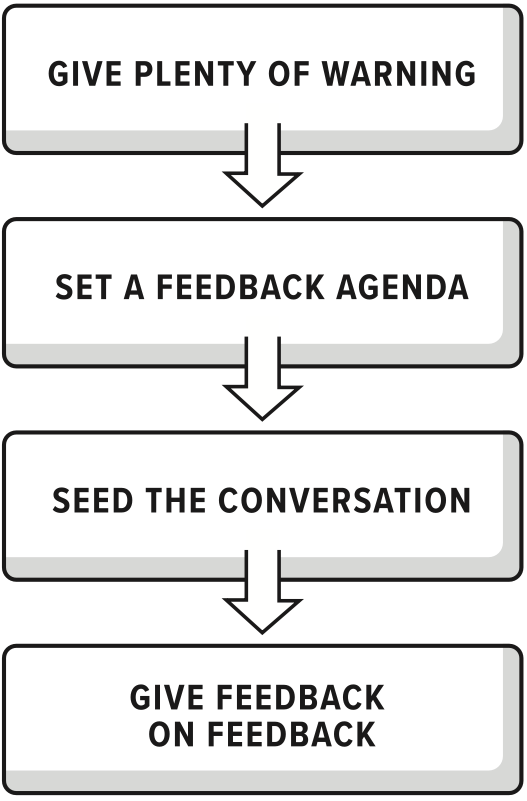 GIVE PLENTY OF WARNING
SET A FEEDBACK AGENDA
SEED THE CONVERSATION
GIVE FEEDBACK
ON FEEDBACK